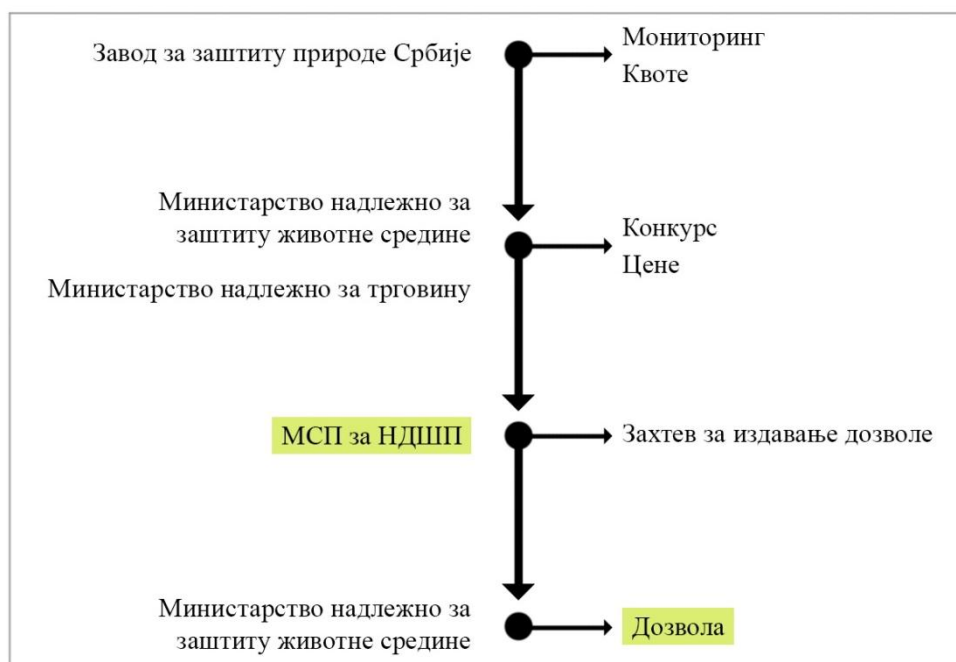 Завод за заштиту природе Србије
Мониторинг
Квоте
Министарство надлежно за
заштиту животне средине
Министарство надлежно за трговину
Конкурс
Цене
МСП за НДШП
Захтев за издавање дозволе
Министарство надлежно за
заштиту животне средине
Дозвола